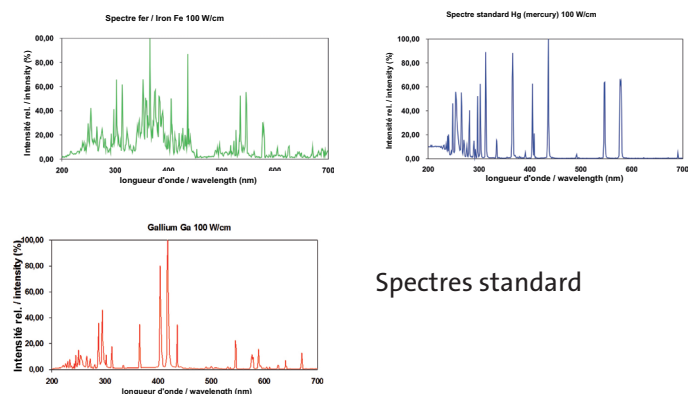 Spectre fer / Iron Fe 100 W/cm
Intensité rel. / intensity (%)
00,00
80,00
60,00
40,00
20,00
0,00
200 300 400 500 600 700
longueur d'onde / wavelength (nm)
Spectre standard Hg (mercury) 100 W/cm
Intensité rel. / intensity (%)
100,00
80,00
60,00
40,00
20,00
0,00
200 300 400 500 600 700
longueur d'onde / wavelength (nm)
Gallium Ga 100 W/cm
Intensité rel. / intensity (%)
100,00
80,00
60,00
40,00
20,00
0,00
200 300 400 500 600 700
longueur d'onde / wavelength (nm)
Spectres standard